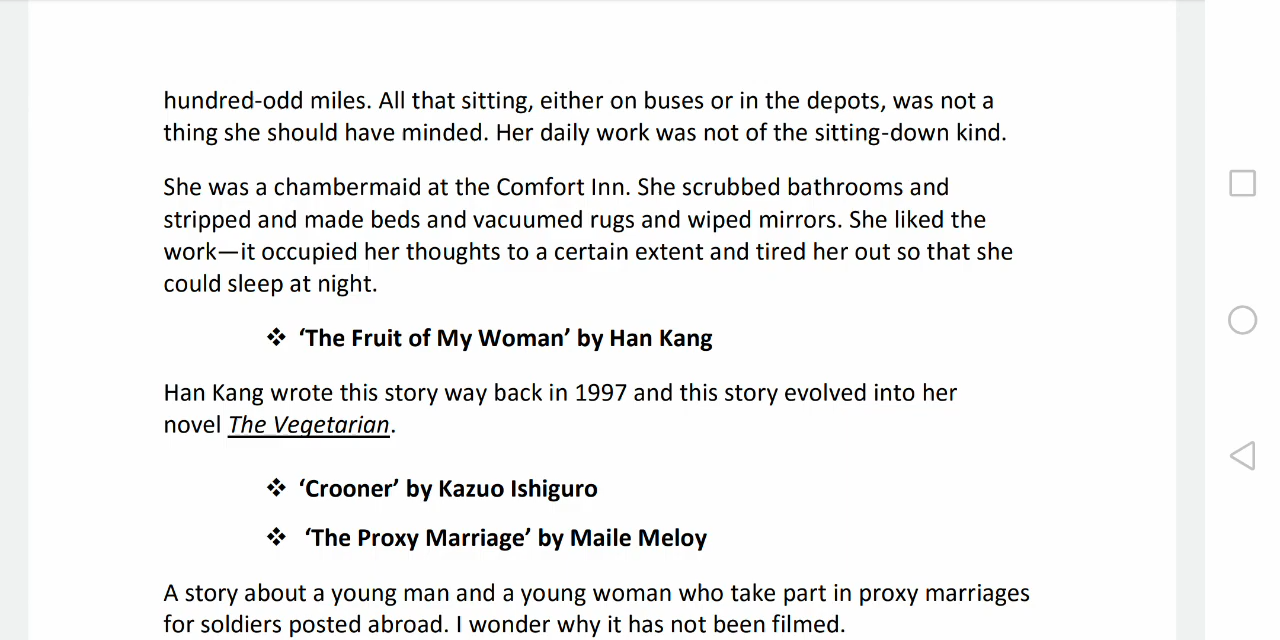 hundred-odd miles. All that sitting, either on buses or in the depots, was not a
thing she should have minded. Her daily work was not of the sitting-down kind.
She was a chambermaid at the Comfort Inn. She scrubbed bathrooms and
stripped and made beds and vacuumed rugs and wiped mirrors. She liked the
work—it occupied her thoughts to a certain extent and tired her out so that she
could sleep at night.
❖ ‘The Fruit of My Woman’ by Han Kang
Han Kang wrote this story way back in 1997 and this story evolved into her
novel The Vegetarian.
❖ ‘Crooner’ by Kazuo Ishiguro
❖ ‘The Proxy Marriage’ by Maile Meloy
A story about a young man and a young woman who take part in proxy marriages
for soldiers posted abroad. I wonder why it has not been filmed.